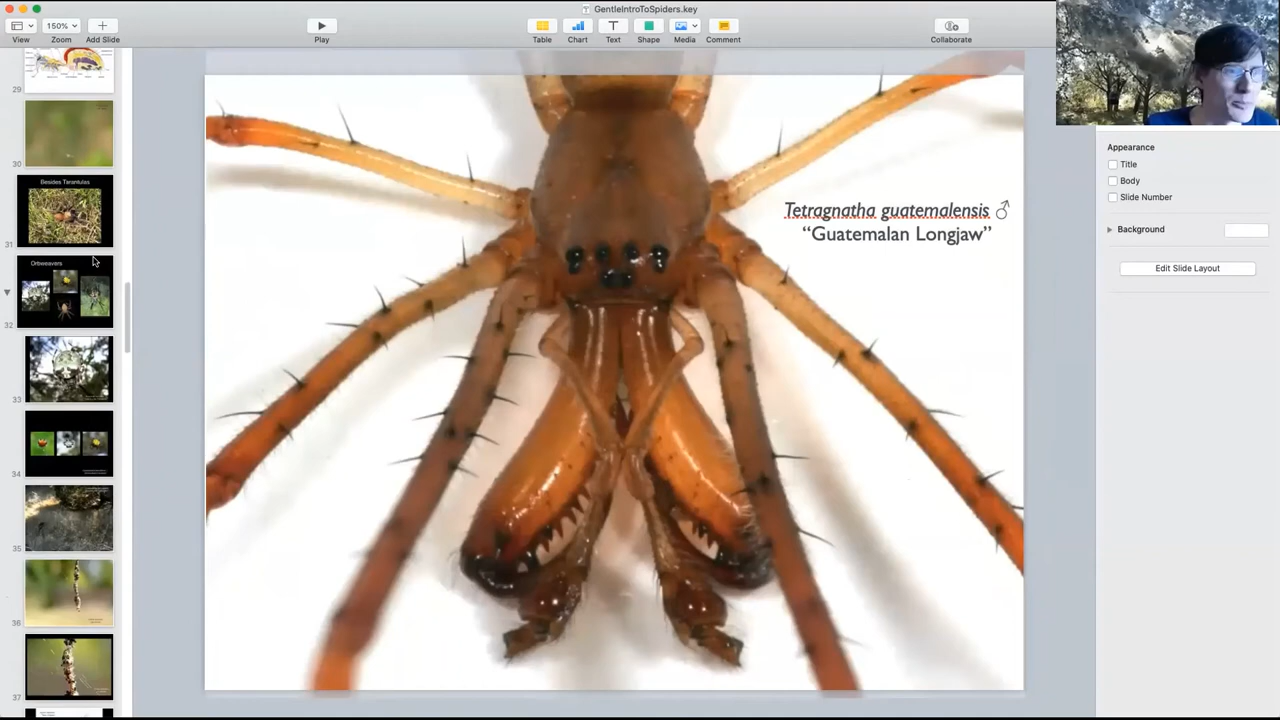 GentleIntroToSpiders.key
150%
View
Zoom
Add Slide
Play
Table
Chart
Text
Shape
Media
Comment
Collaborate
29
30
Besides Tarantulas
31
Orbweavers
32
33
34
35
36
37
Tetragnatha guatemalensis ♂
“Guatemalan Longjaw”
Appearance
Title
Body
Slide Number
Background
Edit Slide Layout